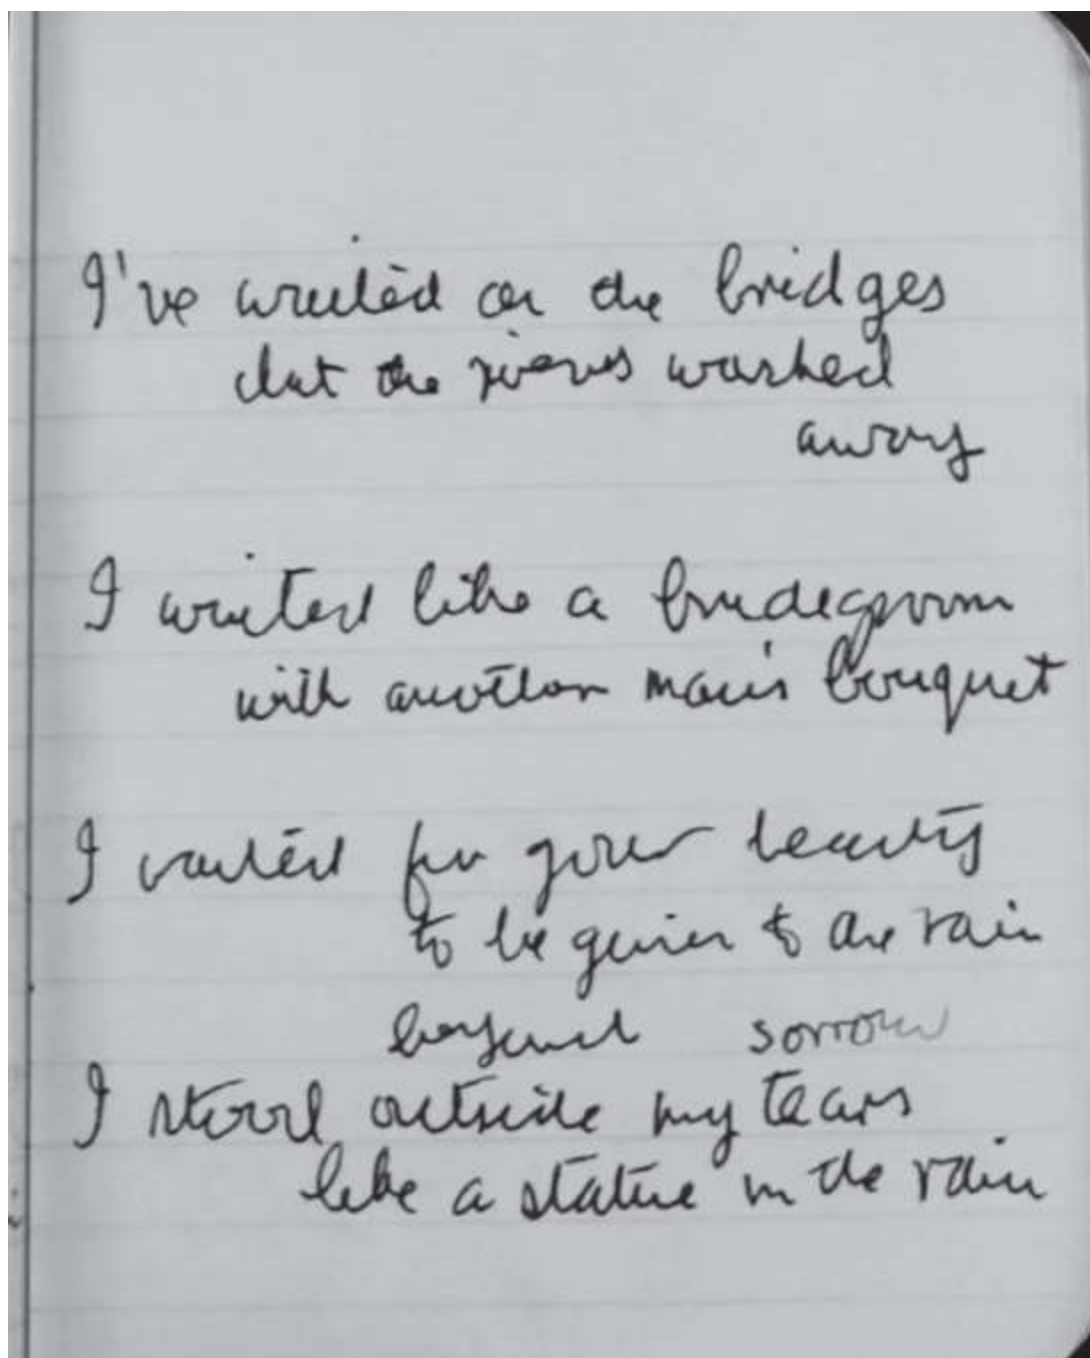 I've waited on the bridges
but the rivers washed
away
I waited like a bridegroom
with another man's bouquet
I waited for your beauty
to be given to the rain
beyond sorrow
I stood outside my tears
like a statue in the rain